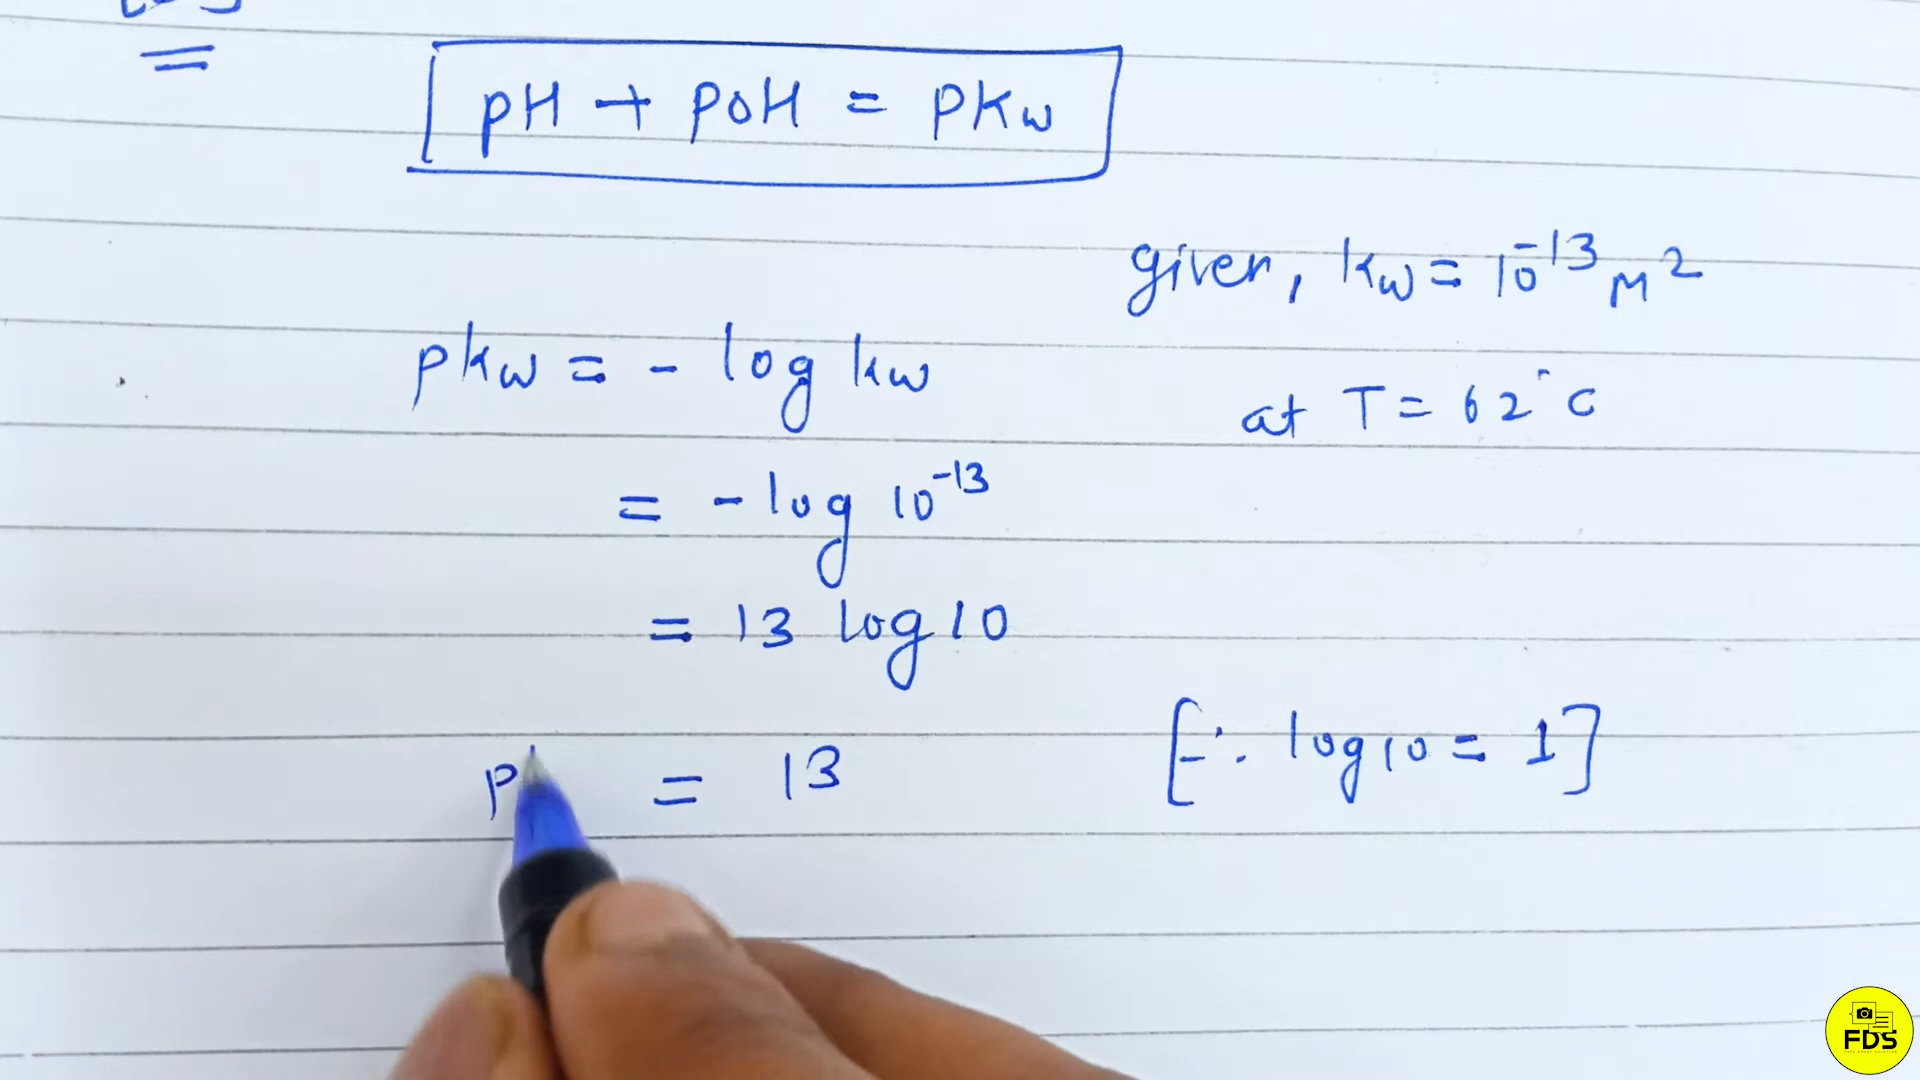 =
pH + pOH = pKw
given, kw = 10⁻¹³ M²
pkw = - log kw
at T = 62°C
= - log 10⁻¹³
= 13 log 10
[∵ log 10 = 1]
p = 13
FDS